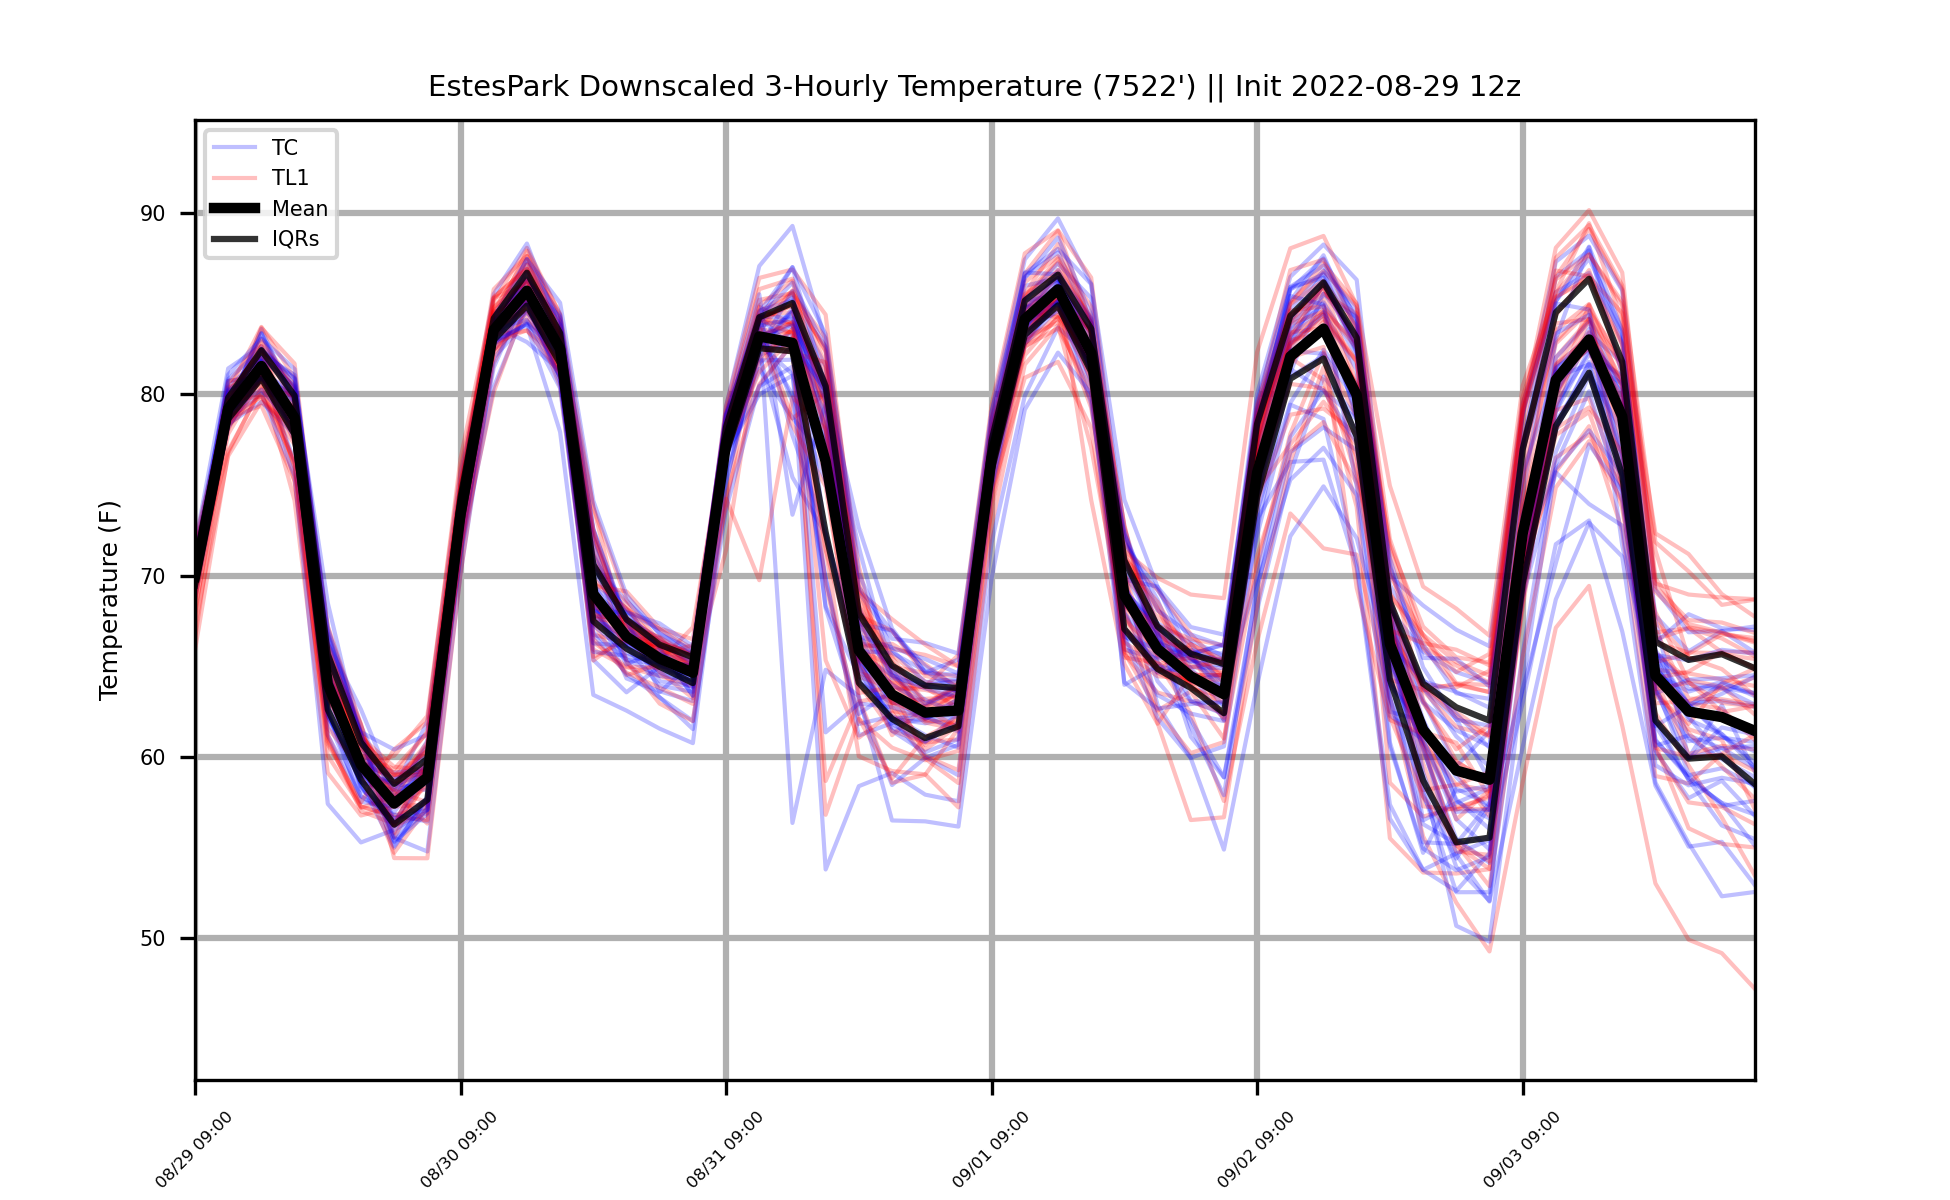 EstesPark Downscaled 3-Hourly Temperature (7522') || Init 2022-08-29 12z
TC
TL1
Mean
IQRs
Temperature (F)
90
80
70
60
50
08/29 09:00
08/30 09:00
08/31 09:00
09/01 09:00
09/02 09:00
09/03 09:00